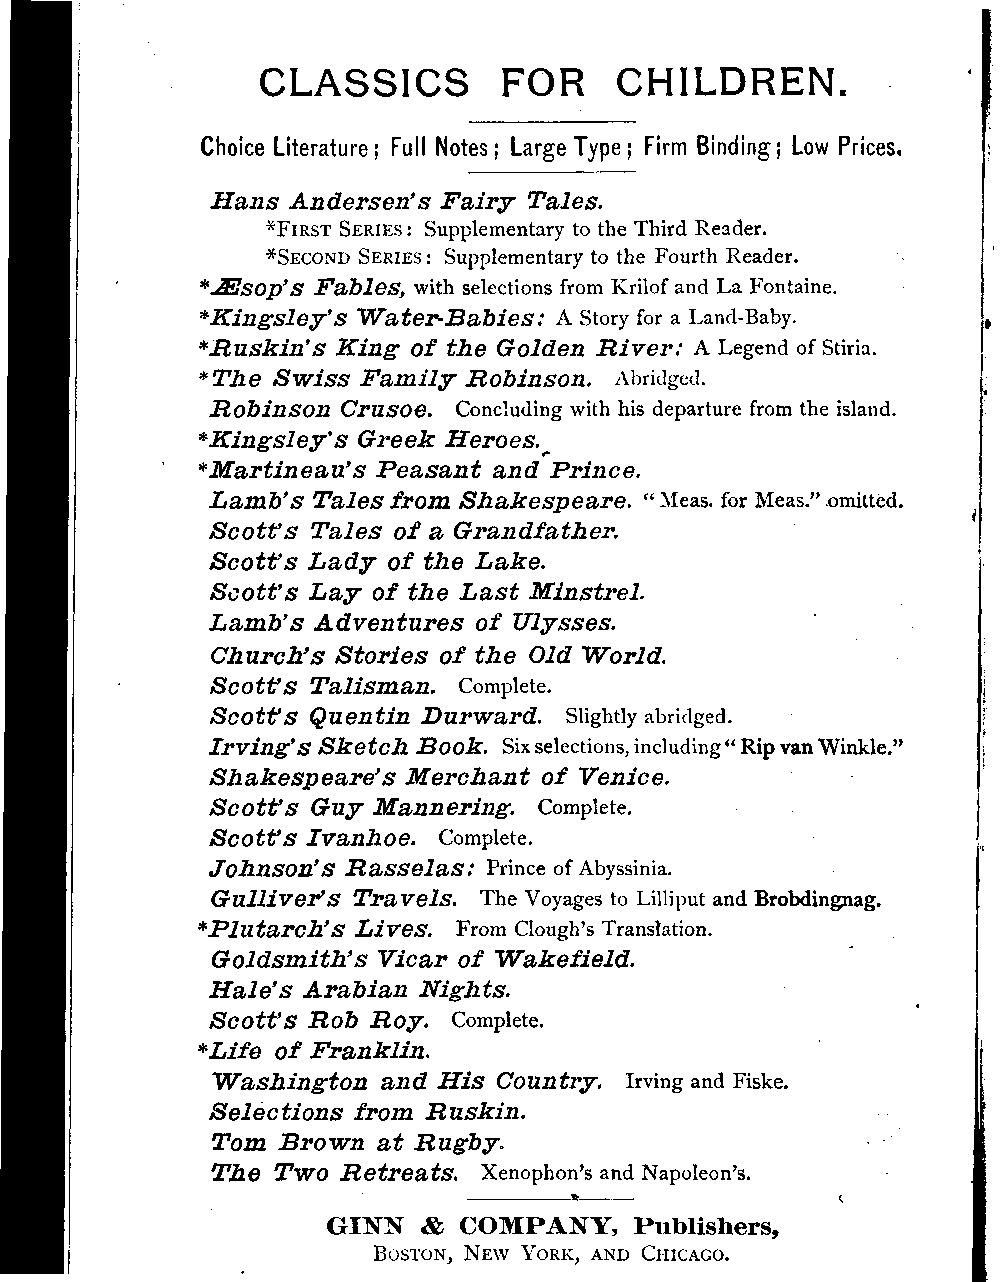 CLASSICS FOR CHILDREN.
Choice Literature; Full Notes; Large Type; Firm Binding; Low Prices.
Hans Andersen's Fairy Tales.
*FIRST SERIES: Supplementary to the Third Reader.
*SECOND SERIES: Supplementary to the Fourth Reader.
*Æsop's Fables, with selections from Krilof and La Fontaine.
*Kingsley's Water-Babies: A Story for a Land-Baby.
*Ruskin's King of the Golden River: A Legend of Stiria.
*The Swiss Family Robinson. Abridged.
Robinson Crusoe. Concluding with his departure from the island.
*Kingsley's Greek Heroes.
*Martineau's Peasant and Prince.
Lamb's Tales from Shakespeare. "Meas. for Meas." omitted.
Scott's Tales of a Grandfather.
Scott's Lady of the Lake.
Scott's Lay of the Last Minstrel.
Lamb's Adventures of Ulysses.
Church's Stories of the Old World.
Scott's Talisman. Complete.
Scott's Quentin Durward. Slightly abridged.
Irving's Sketch Book. Six selections, including "Rip van Winkle."
Shakespeare's Merchant of Venice.
Scott's Guy Mannering. Complete.
Scott's Ivanhoe. Complete.
Johnson's Rasselas: Prince of Abyssinia.
Gulliver's Travels. The Voyages to Lilliput and Brobdingnag.
*Plutarch's Lives. From Clough's Translation.
Goldsmith's Vicar of Wakefield.
Hale's Arabian Nights.
Scott's Rob Roy. Complete.
*Life of Franklin.
Washington and His Country. Irving and Fiske.
Selections from Ruskin.
Tom Brown at Rugby.
The Two Retreats. Xenophon's and Napoleon's.
GINN & COMPANY, Publishers,
BOSTON, NEW YORK, AND CHICAGO.